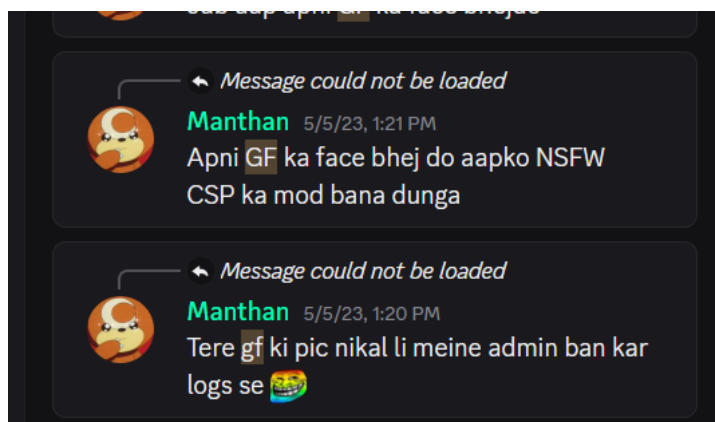 Message could not be loaded
Manthan 5/5/23, 1:21 PM
Apni GF ka face bhej do aapko NSFW
CSP ka mod bana dunga
Message could not be loaded
Manthan 5/5/23, 1:20 PM
Tere gf ki pic nikal li meine admin ban kar
logs se